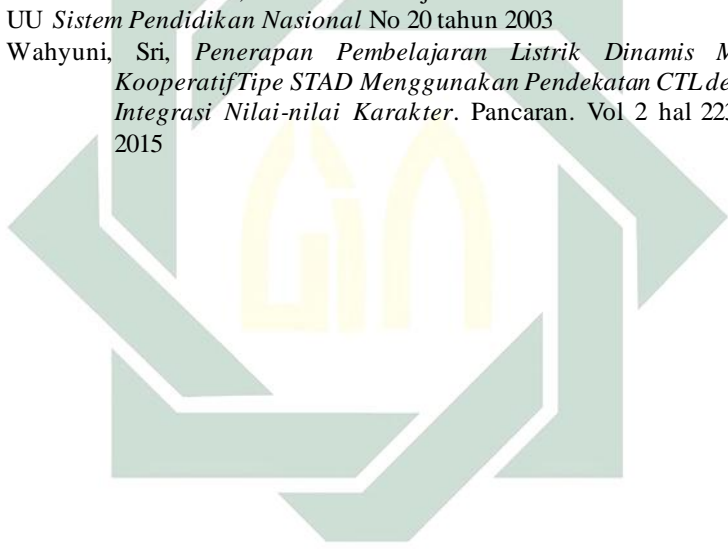 UU Sistem Pendidikan Nasional No 20 tahun 2003
Wahyuni, Sri, Penerapan Pembelajaran Listrik Dinamis
KooperatifTipe STAD Menggunakan Pendekatan CTL
Integrasi Nilai-nilai Karakter. Pancaran. Vol 2 hal
2015